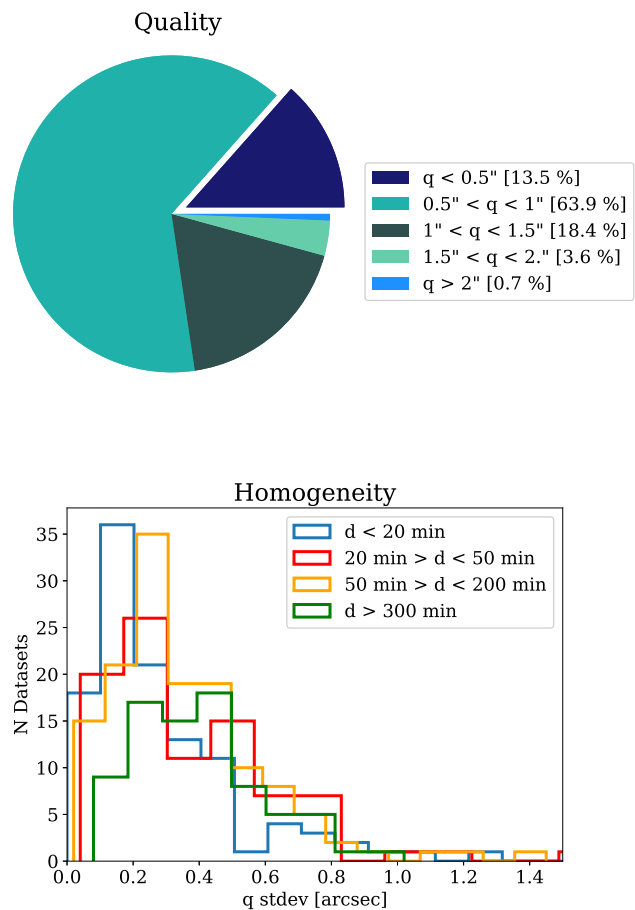 Quality
q < 0.5" [13.5 %]
0.5" < q < 1" [63.9 %]
1" < q < 1.5" [18.4 %]
1.5" < q < 2." [3.6 %]
q > 2" [0.7 %]
Homogeneity
d < 20 min
20 min > d < 50 min
50 min > d < 200 min
d > 300 min
N Datasets
35
30
25
20
15
10
5
0
0.0 0.2 0.4 0.6 0.8 1.0 1.2 1.4
q stdev [arcsec]